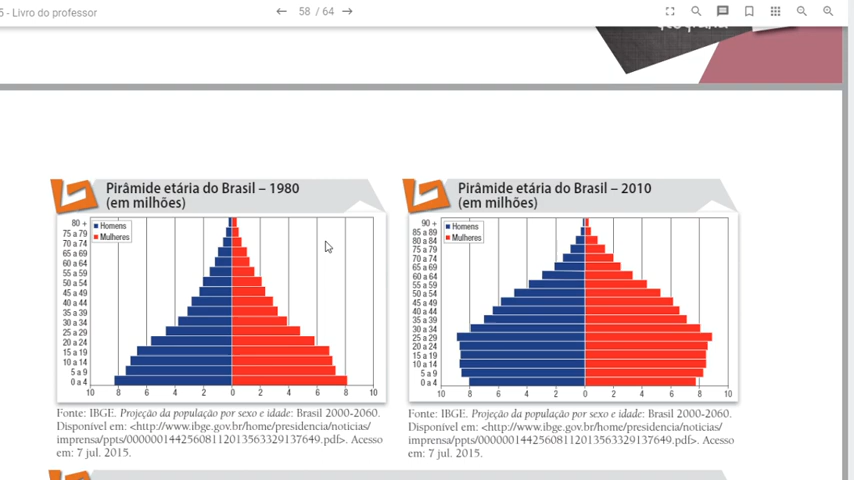 5 - Livro do professor
58 / 64
Pirâmide etária do Brasil – 1980
(em milhões)
80 +
75 a 79
70 a 74
65 a 69
60 a 64
55 a 59
50 a 54
45 a 49
40 a 44
35 a 39
30 a 34
25 a 29
20 a 24
15 a 19
10 a 14
5 a 9
0 a 4
Homens
Mulheres
10 8 6 4 2 0 2 4 6 8 10
Fonte: IBGE. Projeção da população por sexo e idade: Brasil 2000-2060.
Disponível em: <http://www.ibge.gov.br/home/presidencia/noticias/
imprensa/ppts/00000014425608112013563329137649.pdf>. Acesso
em: 7 jul. 2015.
Pirâmide etária do Brasil – 2010
(em milhões)
90 +
85 a 89
80 a 84
75 a 79
70 a 74
65 a 69
60 a 64
55 a 59
50 a 54
45 a 49
40 a 44
35 a 39
30 a 34
25 a 29
20 a 24
15 a 19
10 a 14
5 a 9
0 a 4
Homens
Mulheres
10 8 6 4 2 0 2 4 6 8 10
Fonte: IBGE. Projeção da população por sexo e idade: Brasil 2000-2060.
Disponível em: <http://www.ibge.gov.br/home/presidencia/noticias/
imprensa/ppts/00000014425608112013563329137649.pdf>. Acesso
em: 7 jul. 2015.